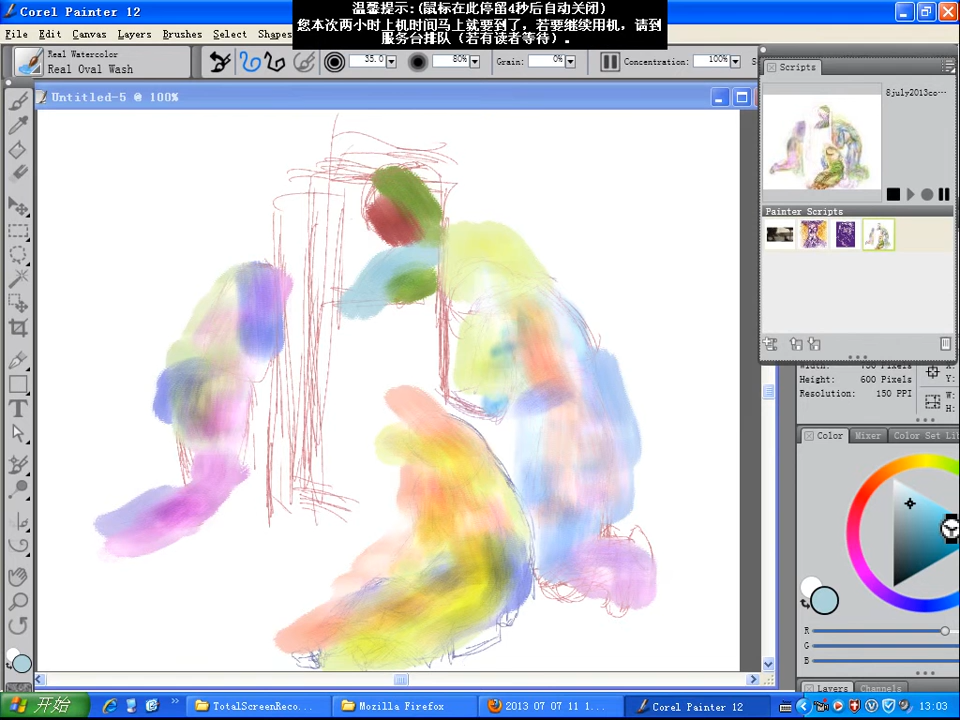 Corel Painter 12
温馨提示:(鼠标在此停留4秒后自动关闭)
您本次两小时上机时间马上就要到了,若要继续用机,请到
服务台排队(若有读者等待)。
File Edit Canvas Layers Brushes Select Shapes
Real Watercolor
Real Oval Wash
35.0 80% Grain: 0% Concentration: 100% S
Untitled-5 @ 100%
Scripts
8july2013co...
Painter Scripts
Height: 600 Pixels
Resolution: 150 PPI
X:
Y:
W:
H:
Color Mixer Color Set Lib
R
G
B
Layers Channels
开始 TotalScreenReco... Mozilla Firefox 2013 07 07 11 1... Corel Painter 12 13:03